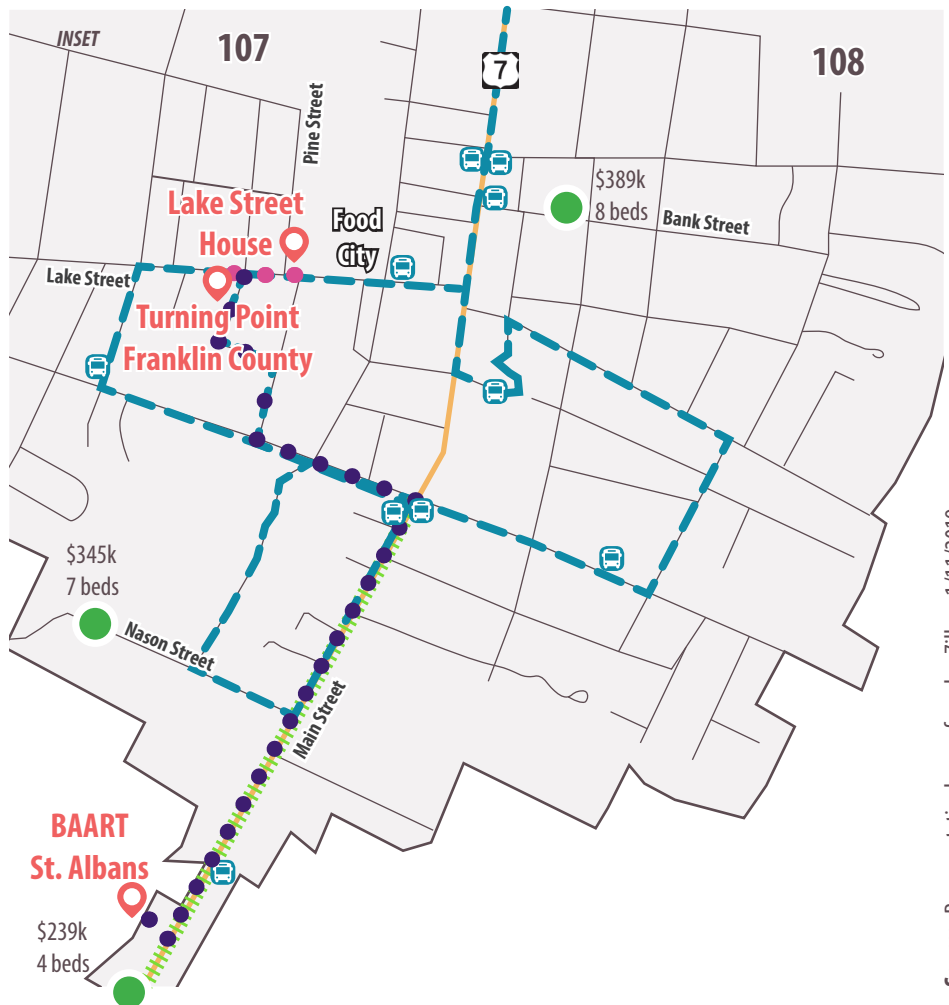 INSET
107
108
7
Pine Street
$389k
8 beds
Bank Street
Lake Street
House
Food
City
Lake Street
Turning Point
Franklin County
$345k
7 beds
Nason Street
Main Street
BAART
St. Albans
$239k
4 beds